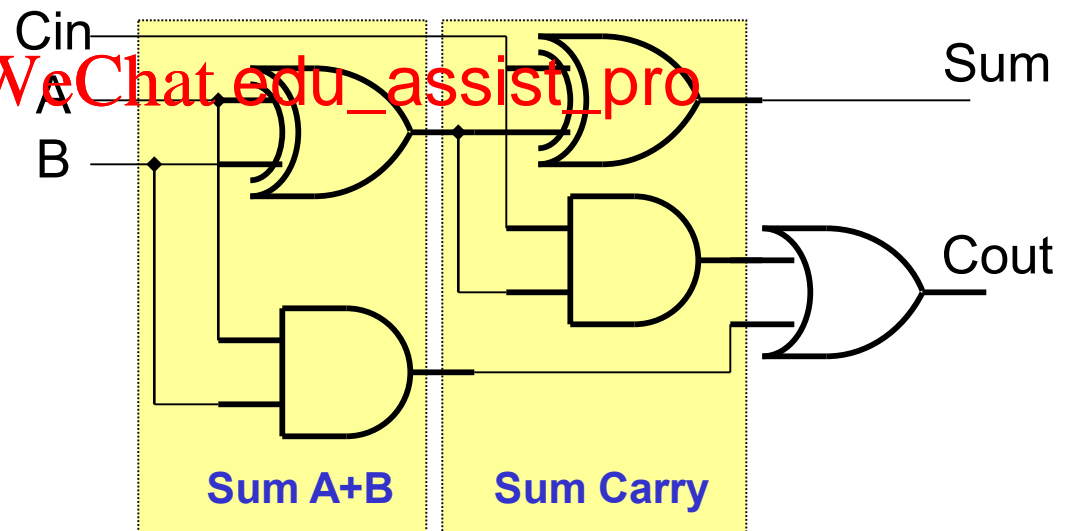 Cin
WeChat edu_assist_pro
A
B
Sum
Cout
Sum A+B
Sum Carry